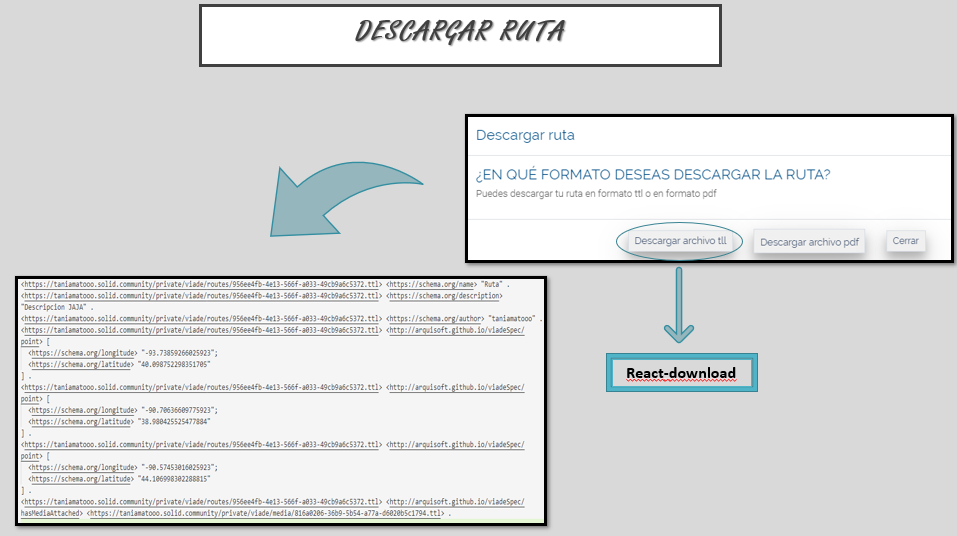 DESCARGAR RUTA
Descargar ruta
¿EN QUÉ FORMATO DESEAS DESCARGAR LA RUTA?
Puedes descargar tu ruta en formato ttl o en formato pdf
Descargar archivo tll
Descargar archivo pdf
Cerrar
React-download
<https://taniamatooo.solid.community/private/viade/routes/956ee4fb-4e13-566f-a033-49cb9a6c5372.ttl> <https://schema.org/name> "Ruta" .
<https://taniamatooo.solid.community/private/viade/routes/956ee4fb-4e13-566f-a033-49cb9a6c5372.ttl> <https://schema.org/description>
"Descripcion JAJA" .
<https://taniamatooo.solid.community/private/viade/routes/956ee4fb-4e13-566f-a033-49cb9a6c5372.ttl> <https://schema.org/author> "taniamatooo" .
<https://taniamatooo.solid.community/private/viade/routes/956ee4fb-4e13-566f-a033-49cb9a6c5372.ttl> <http://arquisoft.github.io/viadeSpec/
point> [
<https://schema.org/longitude> "-93.73859266025923";
<https://schema.org/latitude> "40.098752298351705"
] .
<https://taniamatooo.solid.community/private/viade/routes/956ee4fb-4e13-566f-a033-49cb9a6c5372.ttl> <http://arquisoft.github.io/viadeSpec/
point> [
<https://schema.org/longitude> "-90.70636609775923";
<https://schema.org/latitude> "38.980425525477884"
] .
<https://taniamatooo.solid.community/private/viade/routes/956ee4fb-4e13-566f-a033-49cb9a6c5372.ttl> <http://arquisoft.github.io/viadeSpec/
point> [
<https://schema.org/longitude> "-90.57453016025923";
<https://schema.org/latitude> "44.106998302288815"
] .
<https://taniamatooo.solid.community/private/viade/routes/956ee4fb-4e13-566f-a033-49cb9a6c5372.ttl> <http://arquisoft.github.io/viadeSpec/
hasMediaAttached> <https://taniamatooo.solid.community/private/viade/media/816a0206-36b9-5b54-a77a-d6020b5c1794.ttl> .